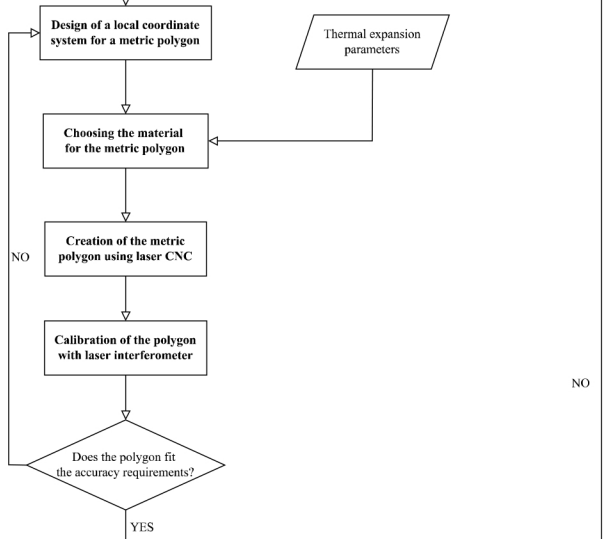 Design of a local coordinate
system for a metric polygon
Thermal expansion
parameters
Choosing the material
for the metric polygon
Creation of the metric
polygon using laser CNC
NO
Calibration of the polygon
with laser interferometer
NO
Does the polygon fit
the accuracy requirements?
YES